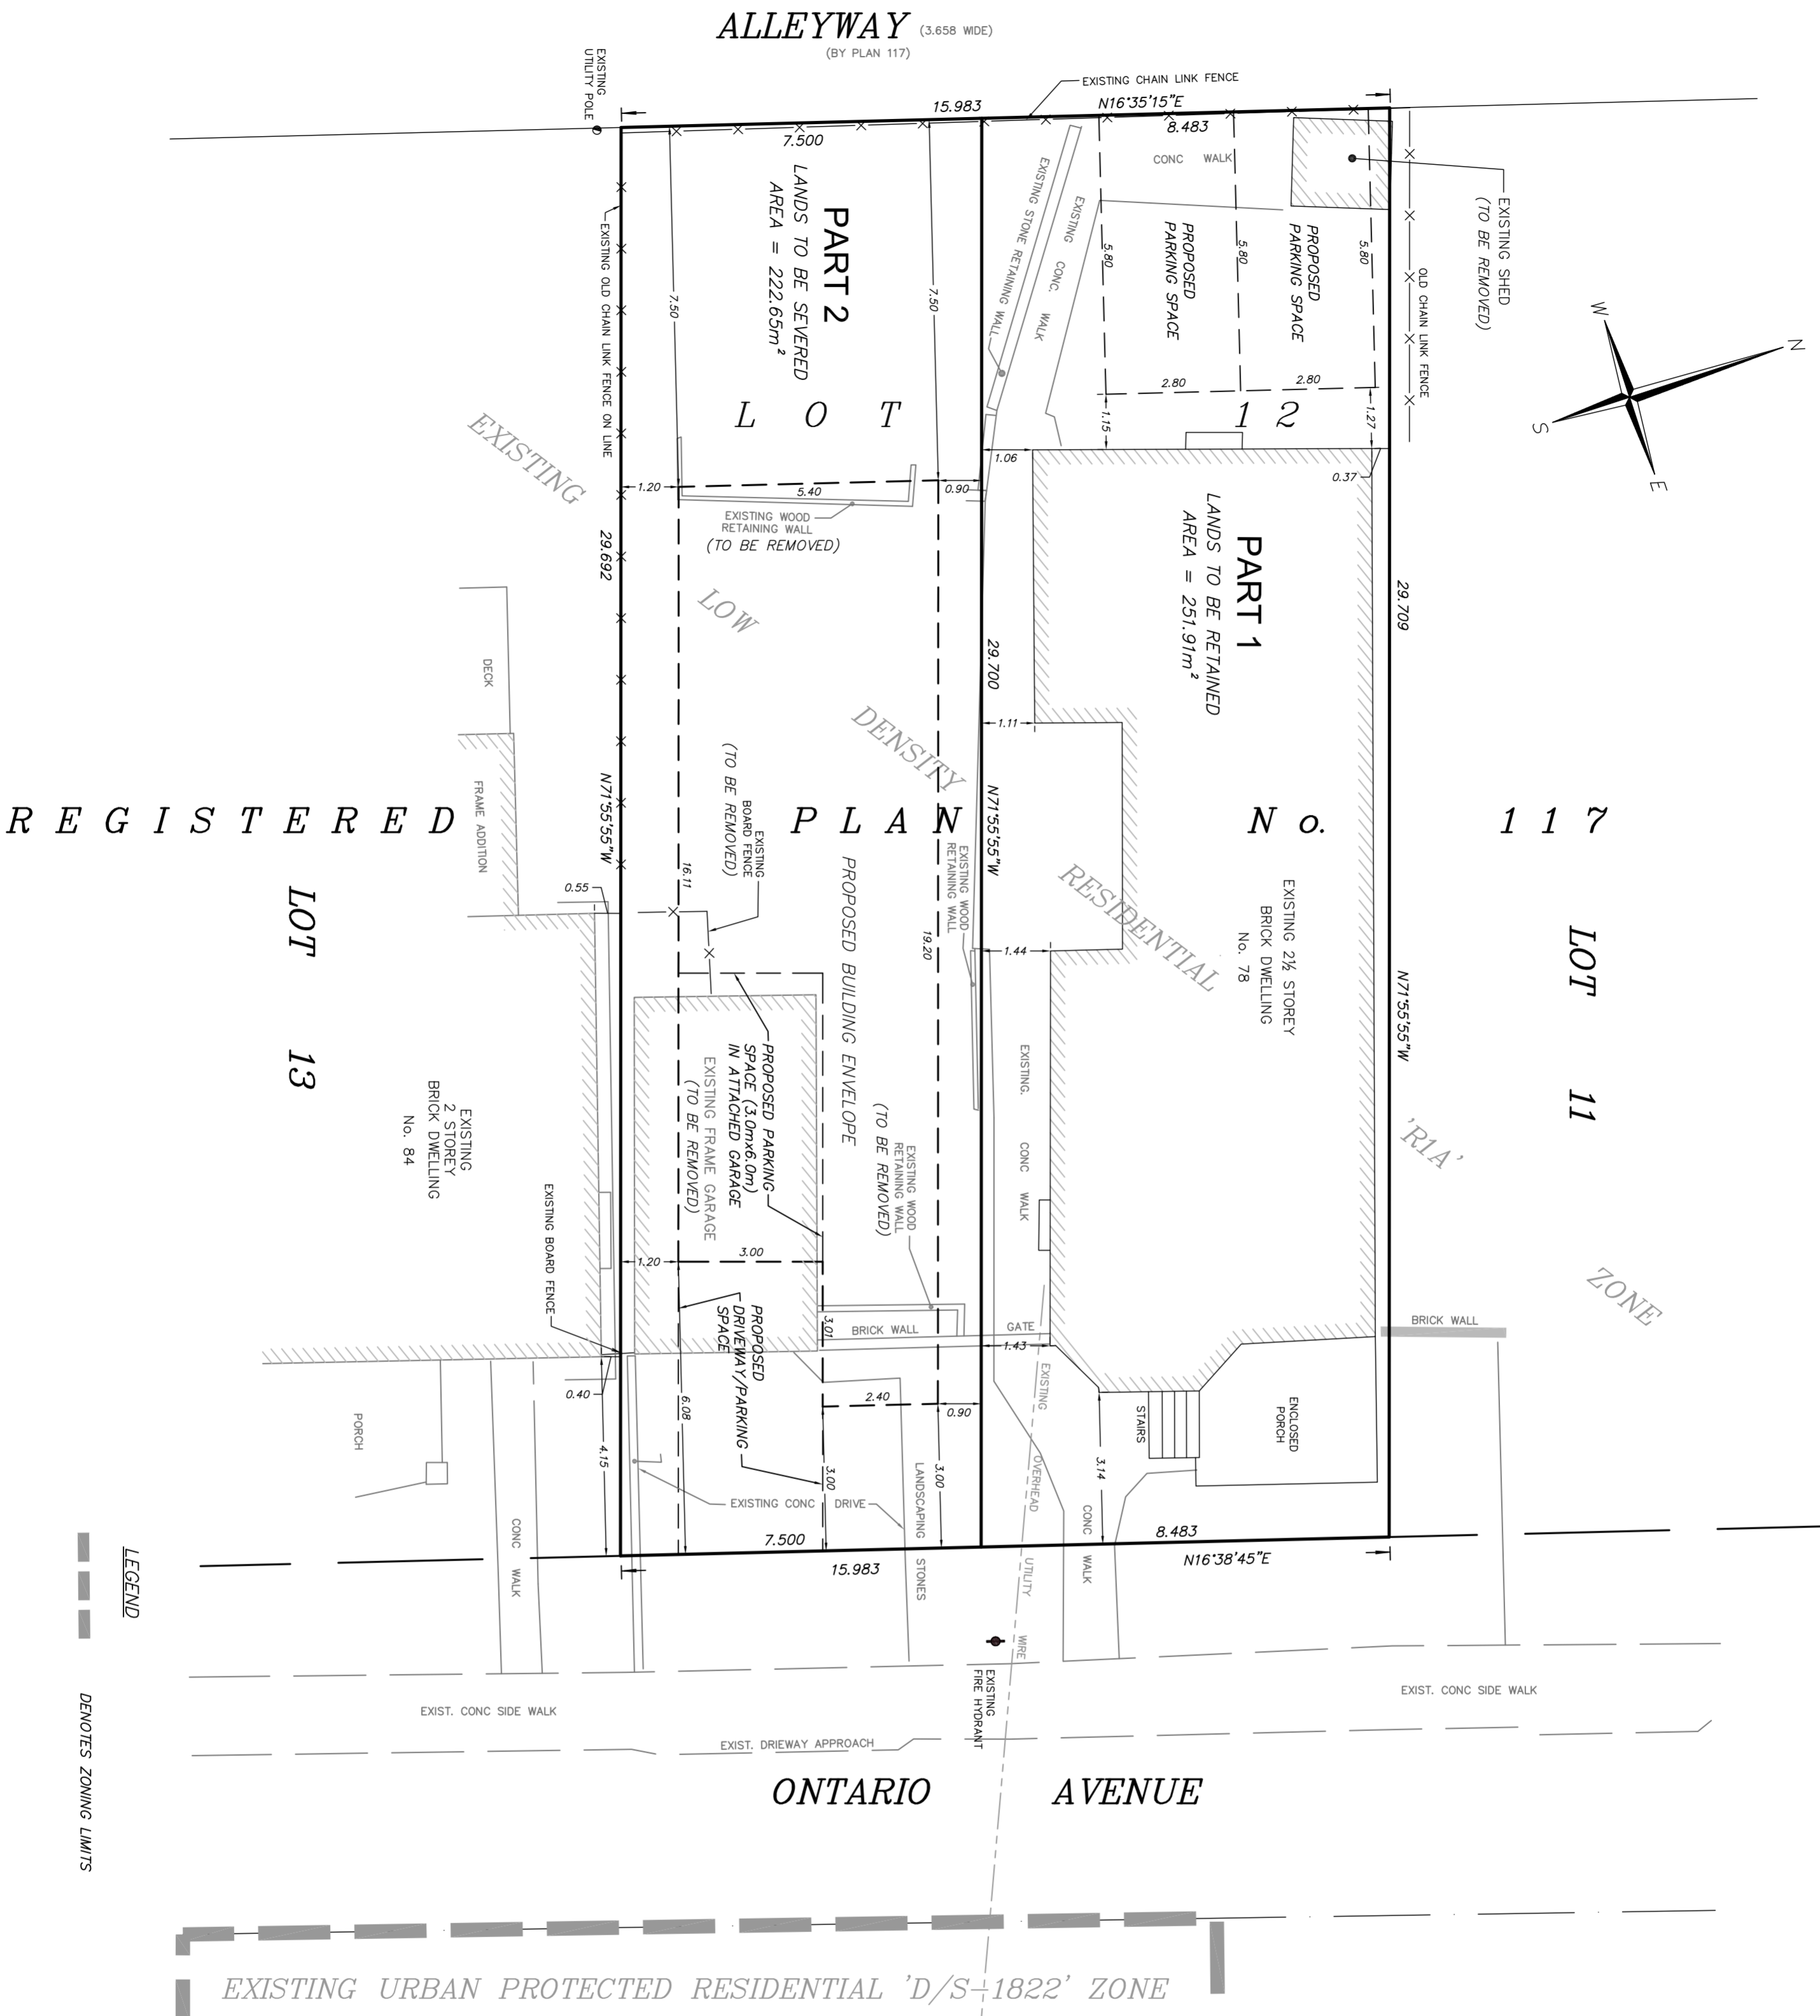 ALLEYWAY (3.658 WIDE)
(BY PLAN 117)
EXISTING
UTILITY POLE
15.983
EXISTING CHAIN LINK FENCE
N16°35'15"E
7.500
8.483
CONC WALK
EXISTING SHED
(TO BE REMOVED)
OLD CHAIN LINK FENCE
N
W
S
E
PART 2
LANDS TO BE SEVERED
AREA = 222.65m²
7.50
7.50
EXISTING OLD CHAIN LINK FENCE ON LINE
EXISTING STONE RETAINING WALL
EXISTING CONC. WALK
5.80
PROPOSED
PARKING SPACE
5.80
PROPOSED
PARKING SPACE
5.80
2.80
2.80
1.15
1.27
LOT
12
1.06
0.37
1.20
5.40
0.90
EXISTING WOOD
RETAINING WALL
(TO BE REMOVED)
PART 1
LANDS TO BE RETAINED
AREA = 251.91m²
29.692
29.700
29.709
EXISTING
LOW
DENSITY
RESIDENTIAL
'R1A'
ZONE
DECK
FRAME ADDITION
1.11
N71°55'55"W
N71°55'55"W
N71°55'55"W
REGISTERED
PLAN
No.
117
LOT 13
LOT 11
EXISTING
BOARD FENCE
(TO BE REMOVED)
16.11
PROPOSED BUILDING ENVELOPE
EXISTING WOOD
RETAINING WALL
19.20
0.55
1.44
EXISTING 2½ STOREY
BRICK DWELLING
No. 78
PROPOSED PARKING
SPACE (3.0mx6.0m)
IN ATTACHED GARAGE
EXISTING FRAME GARAGE
(TO BE REMOVED)
EXISTING WOOD
RETAINING WALL
(TO BE REMOVED)
EXISTING. CONC WALK
EXISTING
2 STOREY
BRICK DWELLING
No. 84
EXISTING BOARD FENCE
1.20
3.00
3.01
BRICK WALL
GATE
1.43
BRICK WALL
PROPOSED
DRIVEWAY/PARKING
SPACE
0.40
2.40
0.90
6.08
4.15
3.00
3.00
3.14
PORCH
STAIRS
ENCLOSED
PORCH
EXISTING OVERHEAD UTILITY WIRE
EXISTING CONC DRIVE
LANDSCAPING STONES
CONC WALK
CONC WALK
7.500
15.983
8.483
N16°38'45"E
EXISTING
FIRE HYDRANT
EXIST. CONC SIDE WALK
EXIST. CONC SIDE WALK
EXIST. DRIEWAY APPROACH
ONTARIO AVENUE
LEGEND
DENOTES ZONING LIMITS
EXISTING URBAN PROTECTED RESIDENTIAL 'D/S-1822' ZONE